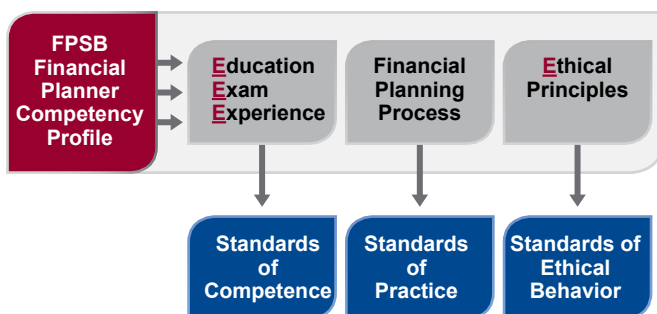 FPSB
Financial
Planner
Competency
Profile
Education
Exam
Experience
Financial
Planning
Process
Ethical
Principles
Standards
of
Competence
Standards
of
Practice
Standards of
Ethical
Behavior